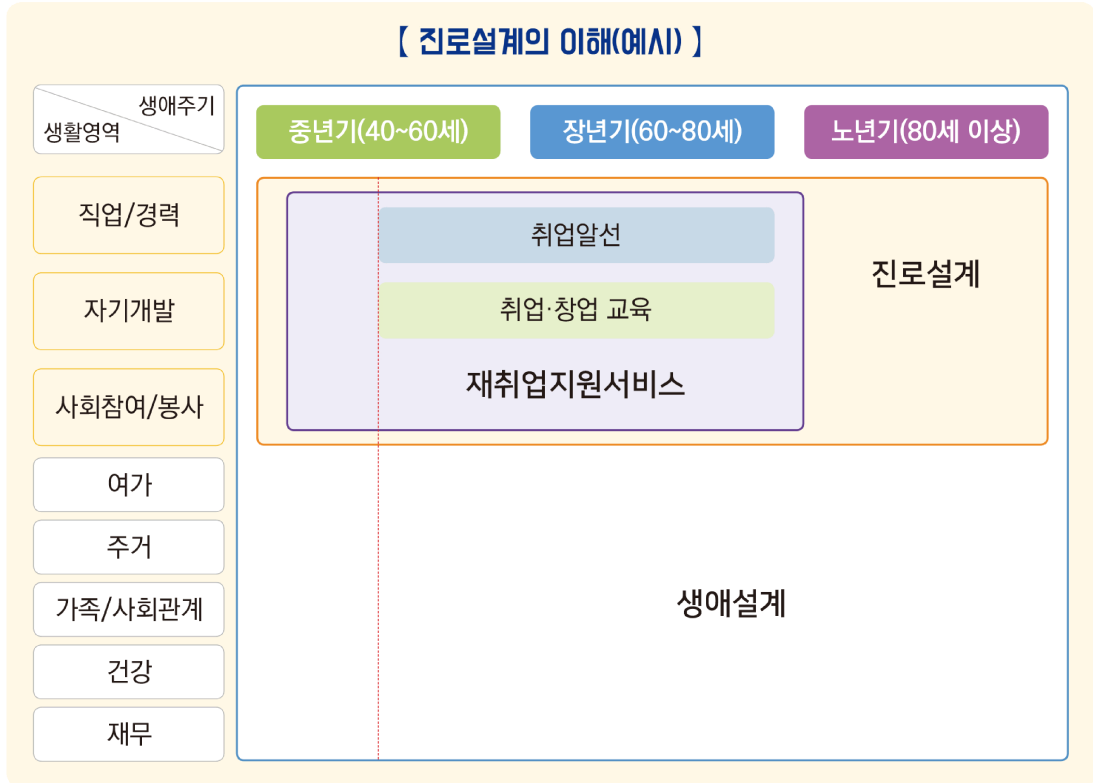 【 진로설계의 이해(예시) 】
생애주기
생활영역
중년기(40~60세)
장년기(60~80세)
노년기(80세 이상)
직업/경력
취업알선
진로설계
자기개발
취업·창업 교육
재취업지원서비스
사회참여/봉사
여가
주거
가족/사회관계
생애설계
건강
재무